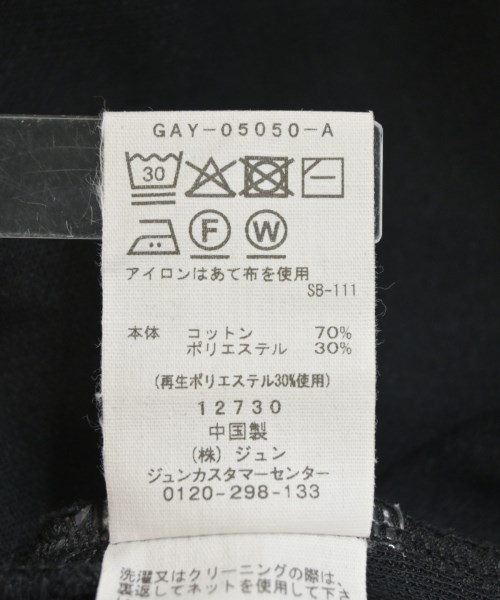 GAY-05050-A
30
F W
アイロンはあて布を使用
SB-111
本体 コットン 70%
ポリエステル 30%
(再生ポリエステル30%使用)
12730
中国製
(株) ジュン
ジュンカスタマーセンター
0120-298-133
洗濯又はクリーニングの際は、
裏返してネットを使用して下さ